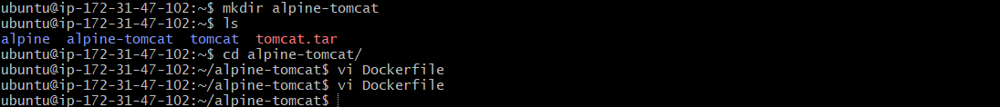 ubuntu@ip-172-31-47-102:~$ mkdir alpine-tomcat
ubuntu@ip-172-31-47-102:~$ ls
alpine  alpine-tomcat  tomcat  tomcat.tar
ubuntu@ip-172-31-47-102:~$ cd alpine-tomcat/
ubuntu@ip-172-31-47-102:~/alpine-tomcat$ vi Dockerfile
ubuntu@ip-172-31-47-102:~/alpine-tomcat$ vi Dockerfile
ubuntu@ip-172-31-47-102:~/alpine-tomcat$